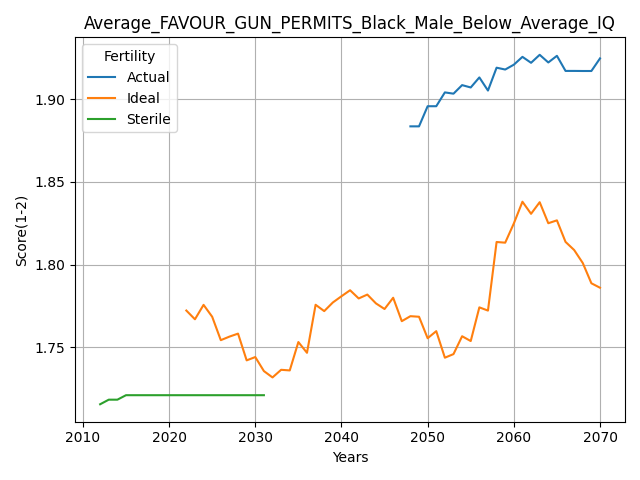 Average_FAVOUR_GUN_PERMITS_Black_Male_Below_Average_IQ
Fertility
Actual
Ideal
Sterile
Score(1-2)
1.90
1.85
1.80
1.75
2010
2020
2030
2040
2050
2060
2070
Years